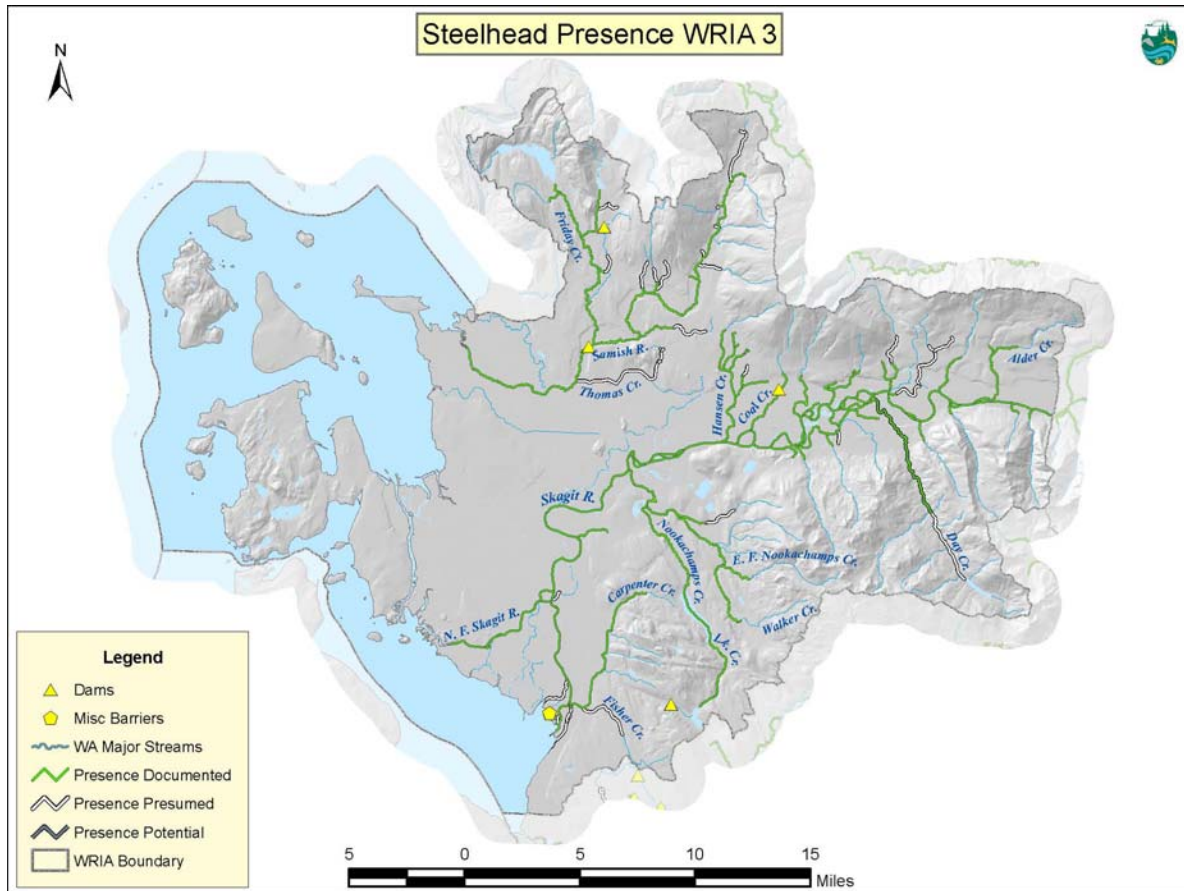 Steelhead Presence WRIA 3
N
Friday Cr.
Samish R.
Thomas Cr.
Hansen Cr.
Coal Cr.
Alder Cr.
Skagit R.
Nookachamps Cr.
E. F. Nookachamps Cr.
Day Cr.
Carpenter Cr.
Walker Cr.
N. F. Skagit R.
Lk. Cr.
Fisher Cr.
Legend
Dams
Misc Barriers
WA Major Streams
Presence Documented
Presence Presumed
Presence Potential
WRIA Boundary
5 0 5 10 15
Miles